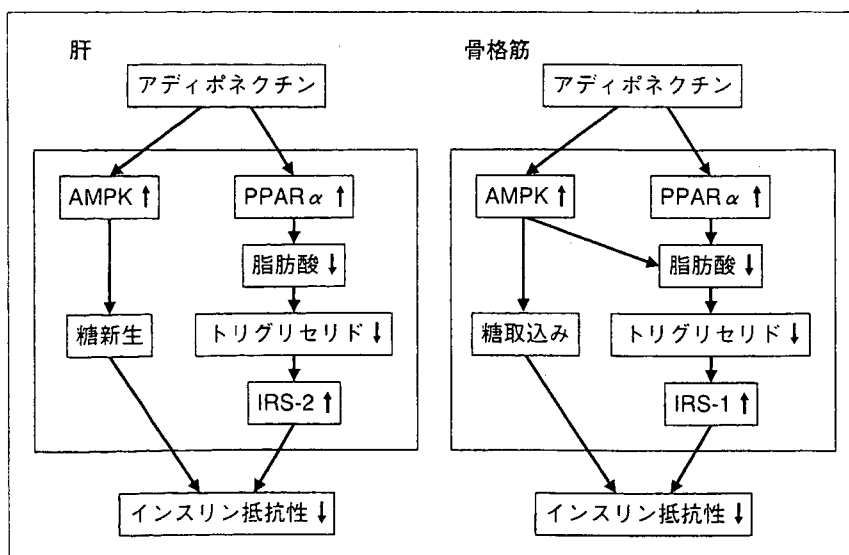 肝
アディポネクチン
AMPK↑
PPARα↑
脂肪酸↓
糖新生
トリグリセリド↓
IRS-2↑
インスリン抵抗性↓
骨格筋
アディポネクチン
AMPK↑
PPARα↑
脂肪酸↓
糖取込み
トリグリセリド↓
IRS-1↑
インスリン抵抗性↓